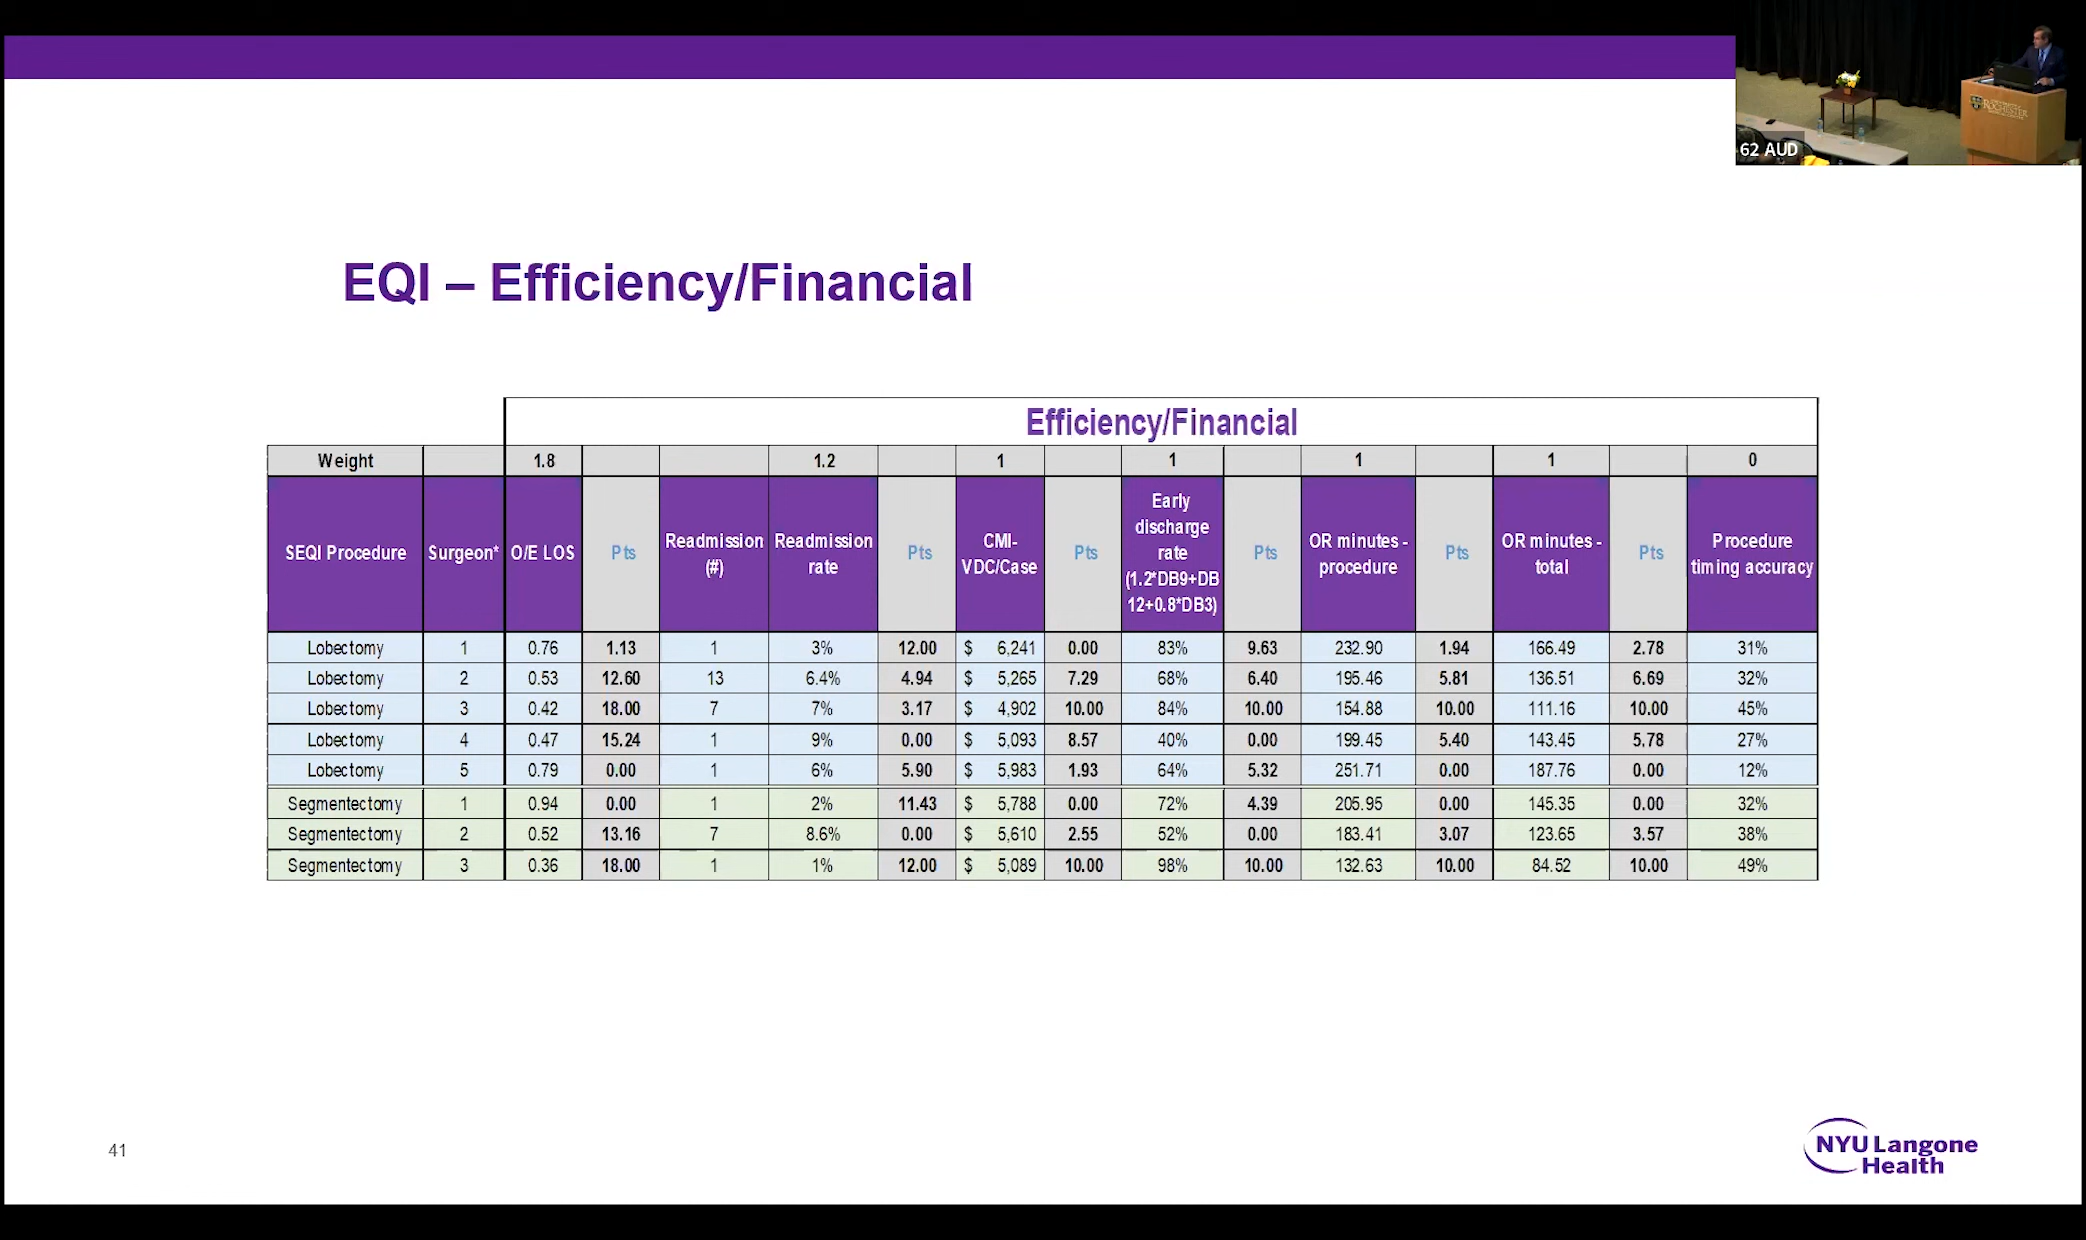 62 AUD
ROCHESTER
EQI – Efficiency/Financial
Efficiency/Financial
Weight 1.8 1.2 1 1 1 1 0
SEQI Procedure Surgeon* O/E LOS Pts Readmission (#) Readmission rate Pts CMI-VDC/Case Pts Early discharge rate (1.2*DB9+DB12+0.8*DB3) Pts OR minutes - procedure Pts OR minutes - total Pts Procedure timing accuracy
Lobectomy 1 0.76 1.13 1 3% 12.00 $ 6,241 0.00 83% 9.63 232.90 1.94 166.49 2.78 31%
Lobectomy 2 0.53 12.60 13 6.4% 4.94 $ 5,265 7.29 68% 6.40 195.46 5.81 136.51 6.69 32%
Lobectomy 3 0.42 18.00 7 7% 3.17 $ 4,902 10.00 84% 10.00 154.88 10.00 111.16 10.00 45%
Lobectomy 4 0.47 15.24 1 9% 0.00 $ 5,093 8.57 40% 0.00 199.45 5.40 143.45 5.78 27%
Lobectomy 5 0.79 0.00 1 6% 5.90 $ 5,983 1.93 64% 5.32 251.71 0.00 187.76 0.00 12%
Segmentectomy 1 0.94 0.00 1 2% 11.43 $ 5,788 0.00 72% 4.39 205.95 0.00 145.35 0.00 32%
Segmentectomy 2 0.52 13.16 7 8.6% 0.00 $ 5,610 2.55 52% 0.00 183.41 3.07 123.65 3.57 38%
Segmentectomy 3 0.36 18.00 1 1% 12.00 $ 5,089 10.00 98% 10.00 132.63 10.00 84.52 10.00 49%
41
NYU Langone
Health